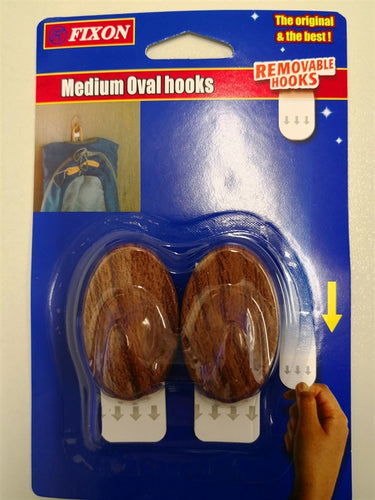 FIXON
The original
& the best !
Medium Oval hooks
REMOVABLE
HOOKS